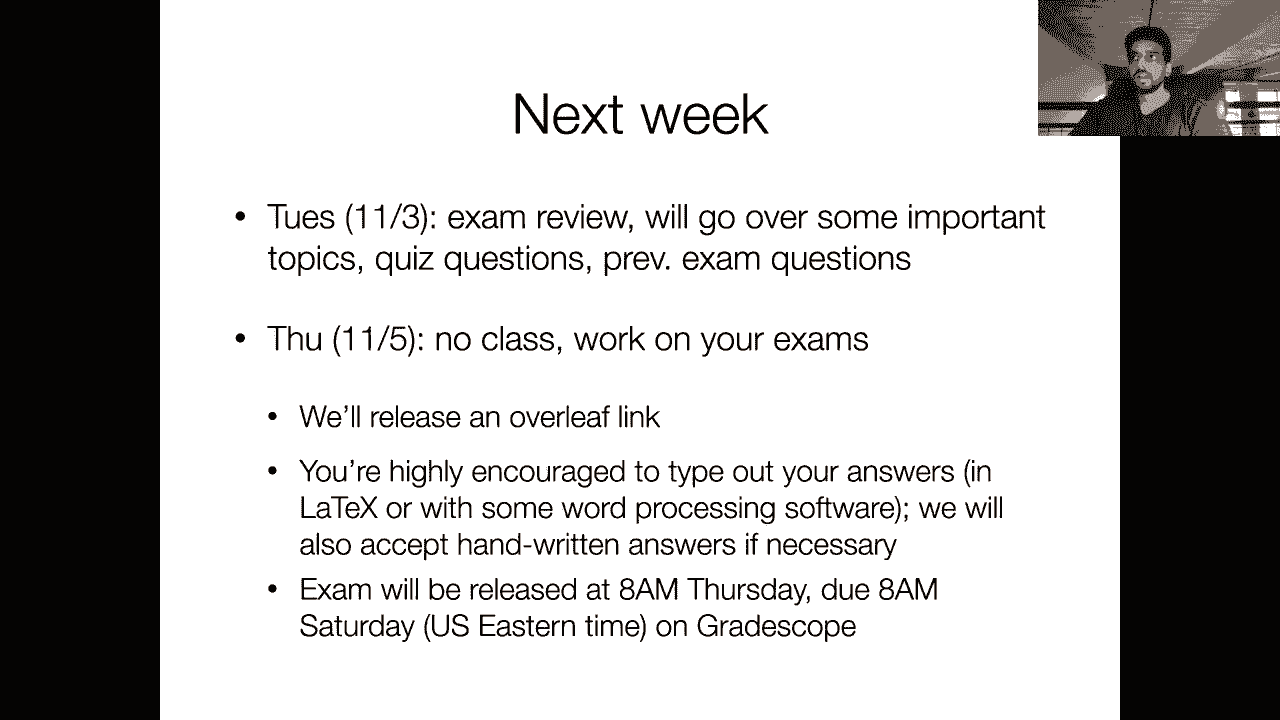 Next week
• Tues (11/3): exam review, will go over some important
topics, quiz questions, prev. exam questions
• Thu (11/5): no class, work on your exams
• We’ll release an overleaf link
• You’re highly encouraged to type out your answers (in
LaTeX or with some word processing software); we will
also accept hand-written answers if necessary
• Exam will be released at 8AM Thursday, due 8AM
Saturday (US Eastern time) on Gradescope